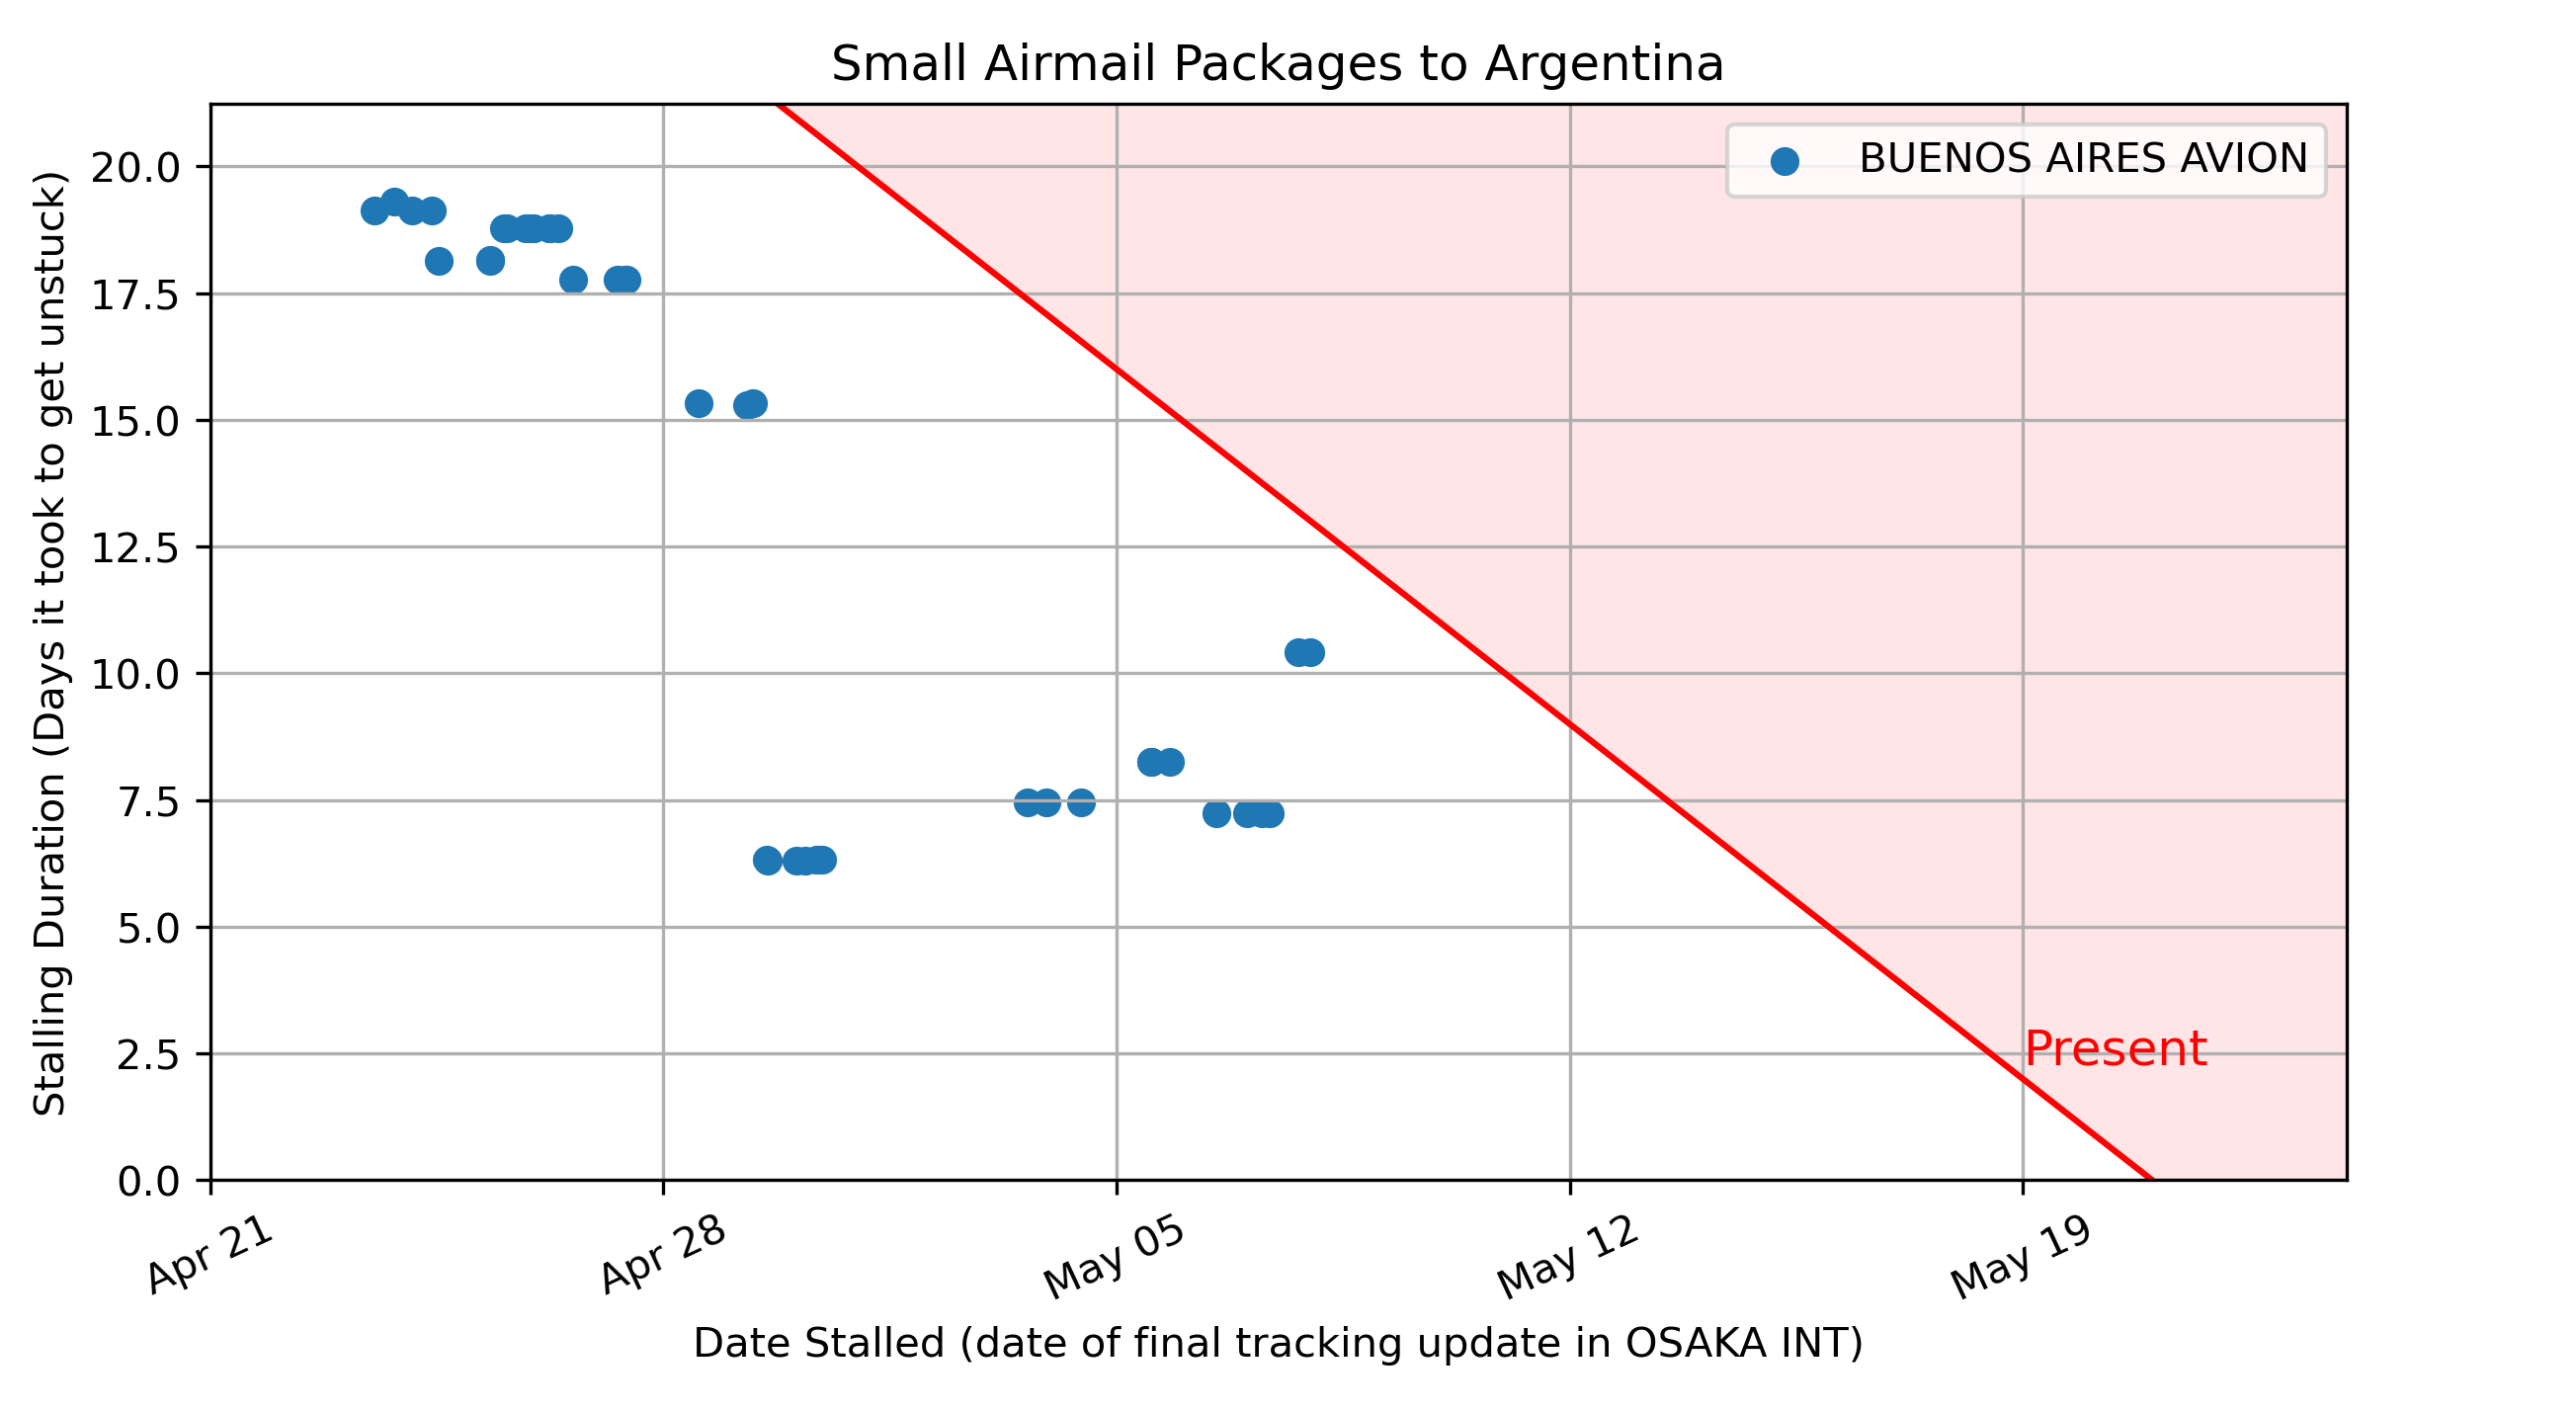 Small Airmail Packages to Argentina
BUENOS AIRES AVION
Stalling Duration (Days it took to get unstuck)
20.0
17.5
15.0
12.5
10.0
7.5
5.0
2.5
0.0
Present
Apr 21
Apr 28
May 05
May 12
May 19
Date Stalled (date of final tracking update in OSAKA INT)